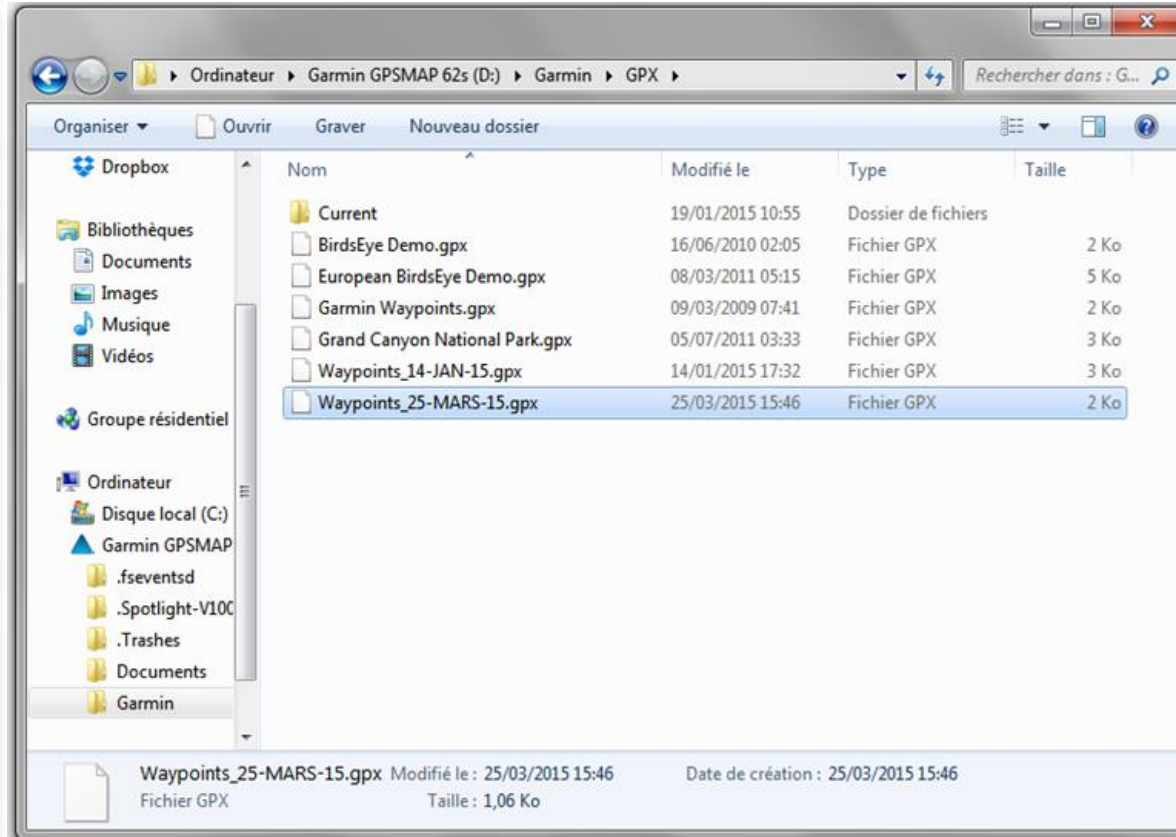 Ordinateur Garmin GPSMAP 62s (D:) Garmin GPX
Rechercher dans : G...
Organiser Ouvrir Graver Nouveau dossier
Dropbox
Bibliothèques
Documents
Images
Musique
Vidéos
Groupe résidentiel
Ordinateur
Disque local (C:)
Garmin GPSMAP
.fseventsd
.Spotlight-V100
.Trashes
Documents
Garmin
Nom Modifié le Type Taille
Current 19/01/2015 10:55 Dossier de fichiers
BirdsEye Demo.gpx 16/06/2010 02:05 Fichier GPX 2 Ko
European BirdsEye Demo.gpx 08/03/2011 05:15 Fichier GPX 5 Ko
Garmin Waypoints.gpx 09/03/2009 07:41 Fichier GPX 2 Ko
Grand Canyon National Park.gpx 05/07/2011 03:33 Fichier GPX 3 Ko
Waypoints_14-JAN-15.gpx 14/01/2015 17:32 Fichier GPX 3 Ko
Waypoints_25-MARS-15.gpx 25/03/2015 15:46 Fichier GPX 2 Ko
Waypoints_25-MARS-15.gpx Modifié le : 25/03/2015 15:46 Date de création : 25/03/2015 15:46
Fichier GPX Taille : 1,06 Ko